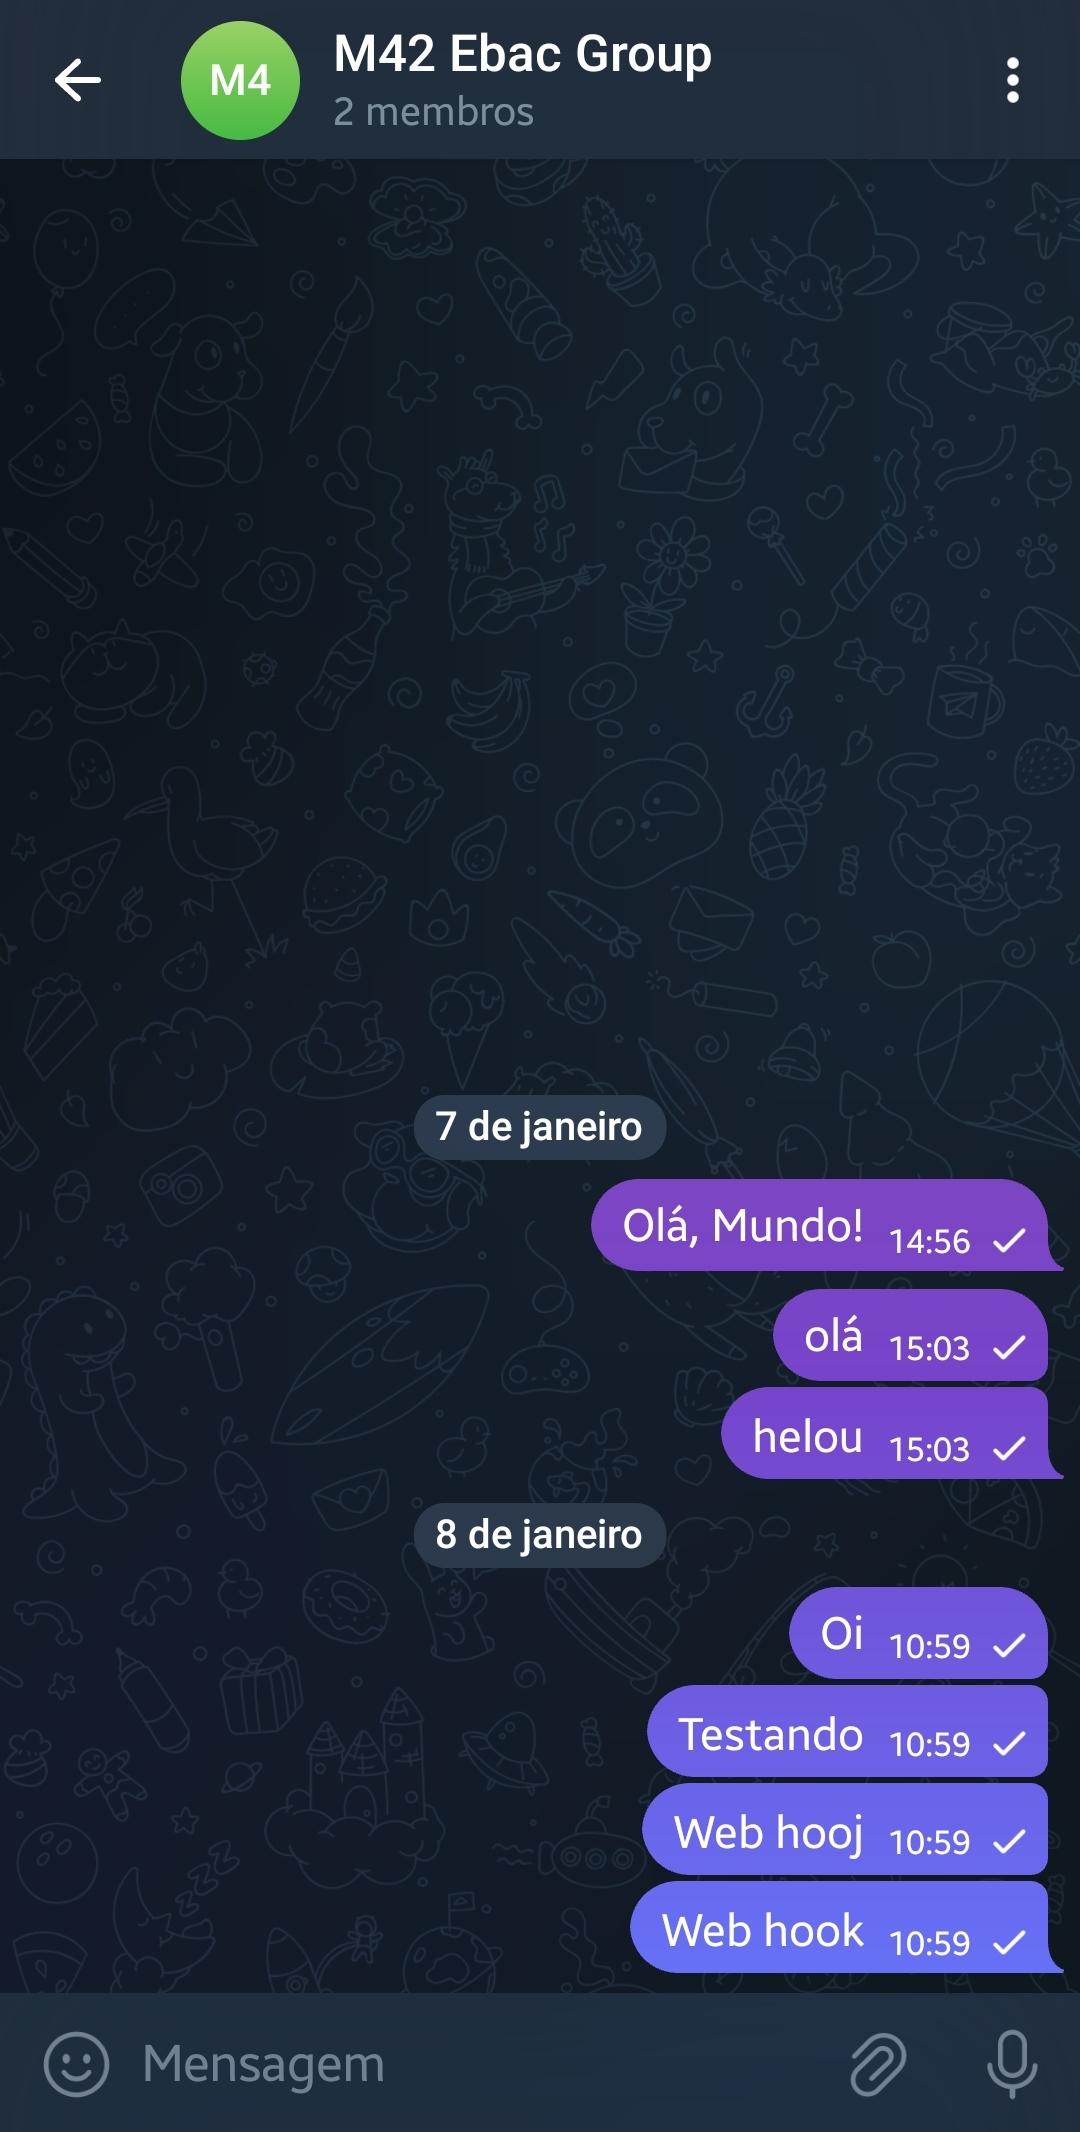 M4
M42 Ebac Group
2 membros
7 de janeiro
Olá, Mundo! 14:56
olá 15:03
helou 15:03
8 de janeiro
Oi 10:59
Testando 10:59
Web hooj 10:59
Web hook 10:59
Mensagem